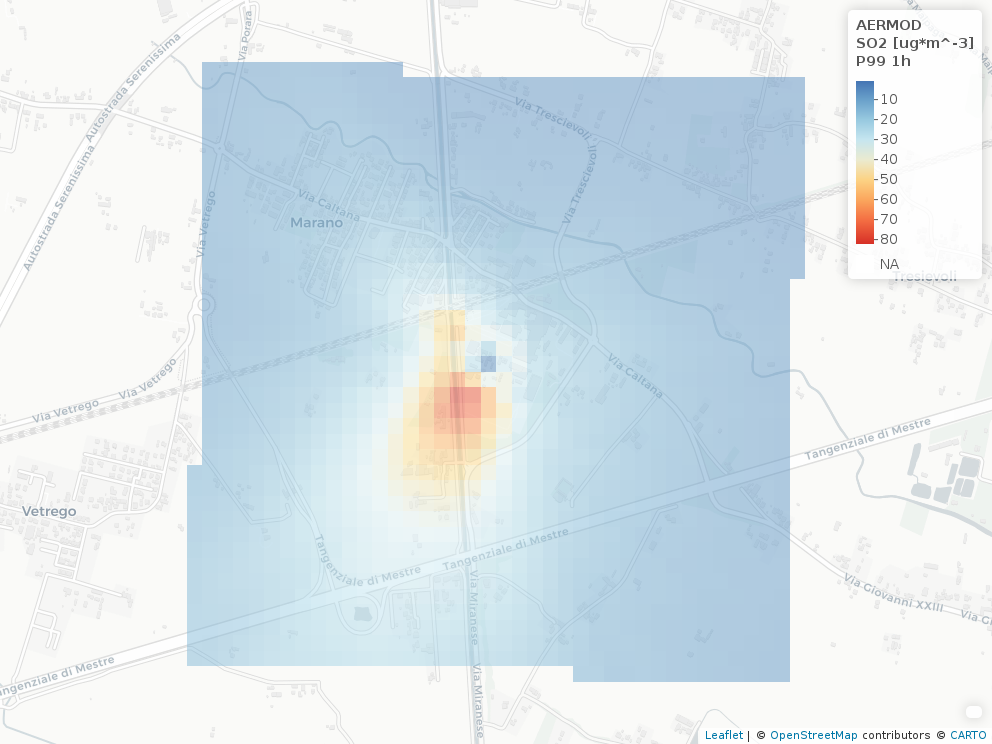 AERMOD
SO2 [ug*m^-3]
P99 1h
10
20
30
40
50
60
70
80
NA
Via Porara
Autostrada Serenissima
Autostrada Serenissima
Via Trescievoli
Via Trescievoli
Via Caltana
Marano
Via Vetrego
Tresievoli
Via Vetrego
Via Vetrego
Via Caltana
Tangenziale di Mestre
Vetrego
Tangenziale di Mestre
Tangenziale di Mestre
Via Miranese
Via Giovanni XXIII
Tangenziale di Mestre
Via Miranese
Leaflet | © OpenStreetMap contributors © CARTO